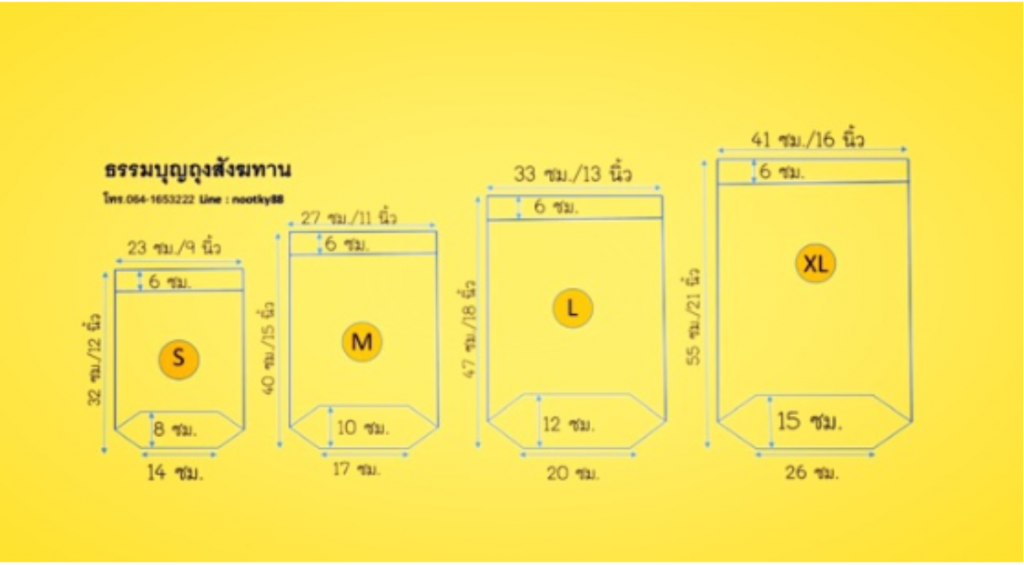 ธรรมบุญถุงสังฆทาน
โทร.064-1653222 Line : nootky88
23 ซม./9 นิ้ว
6 ซม.
32 ซม./12 นิ้ว
S
8 ซม.
14 ซม.
27 ซม./11 นิ้ว
6 ซม.
40 ซม/15 นิ้ว
M
10 ซม.
17 ซม.
33 ซม./13 นิ้ว
6 ซม.
47 ซม./18 นิ้ว
L
12 ซม.
20 ซม.
41 ซม./16 นิ้ว
6 ซม.
55 ซม./21 นิ้ว
XL
15 ซม.
26 ซม.